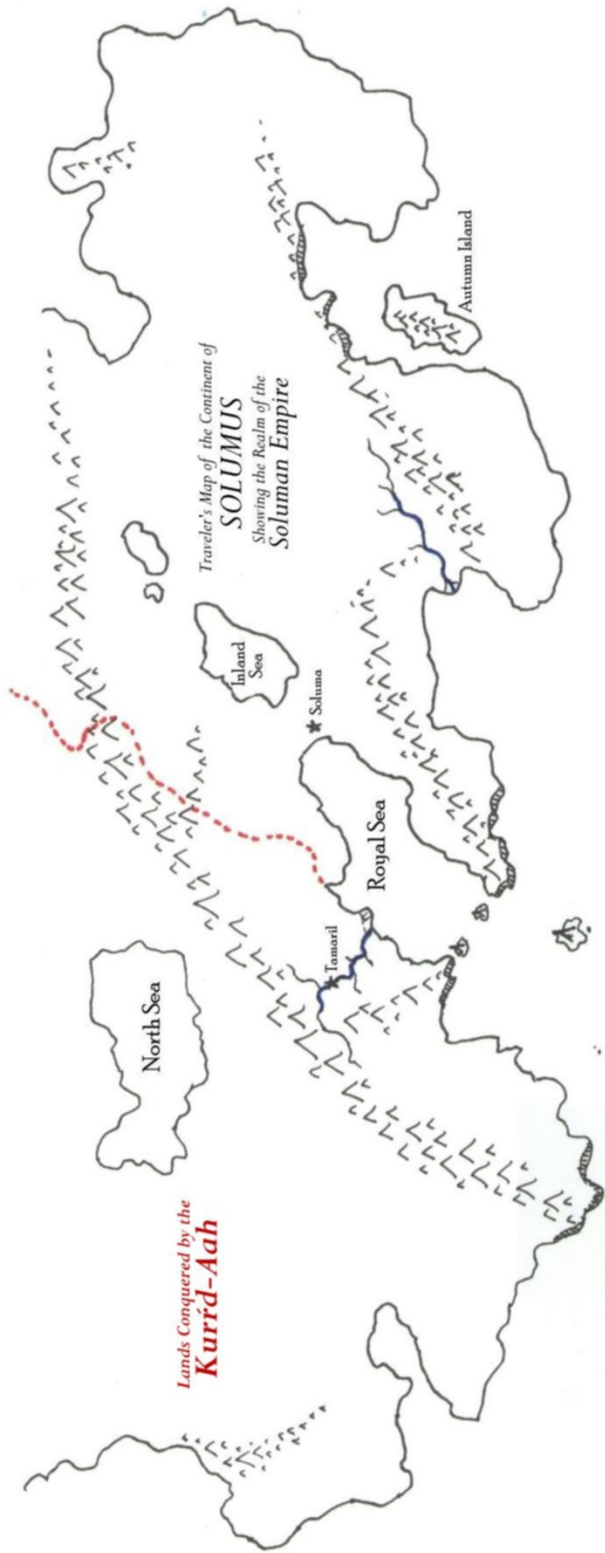 Lands Conquered by the
Kurŕd-Aah
North Sea
Tamaril
Royal Sea
Soluma
Inland
Sea
Traveler's Map of the Continent of
SOLUMUS
Showing the Realm of the
Soluman Empire
Autumn Island